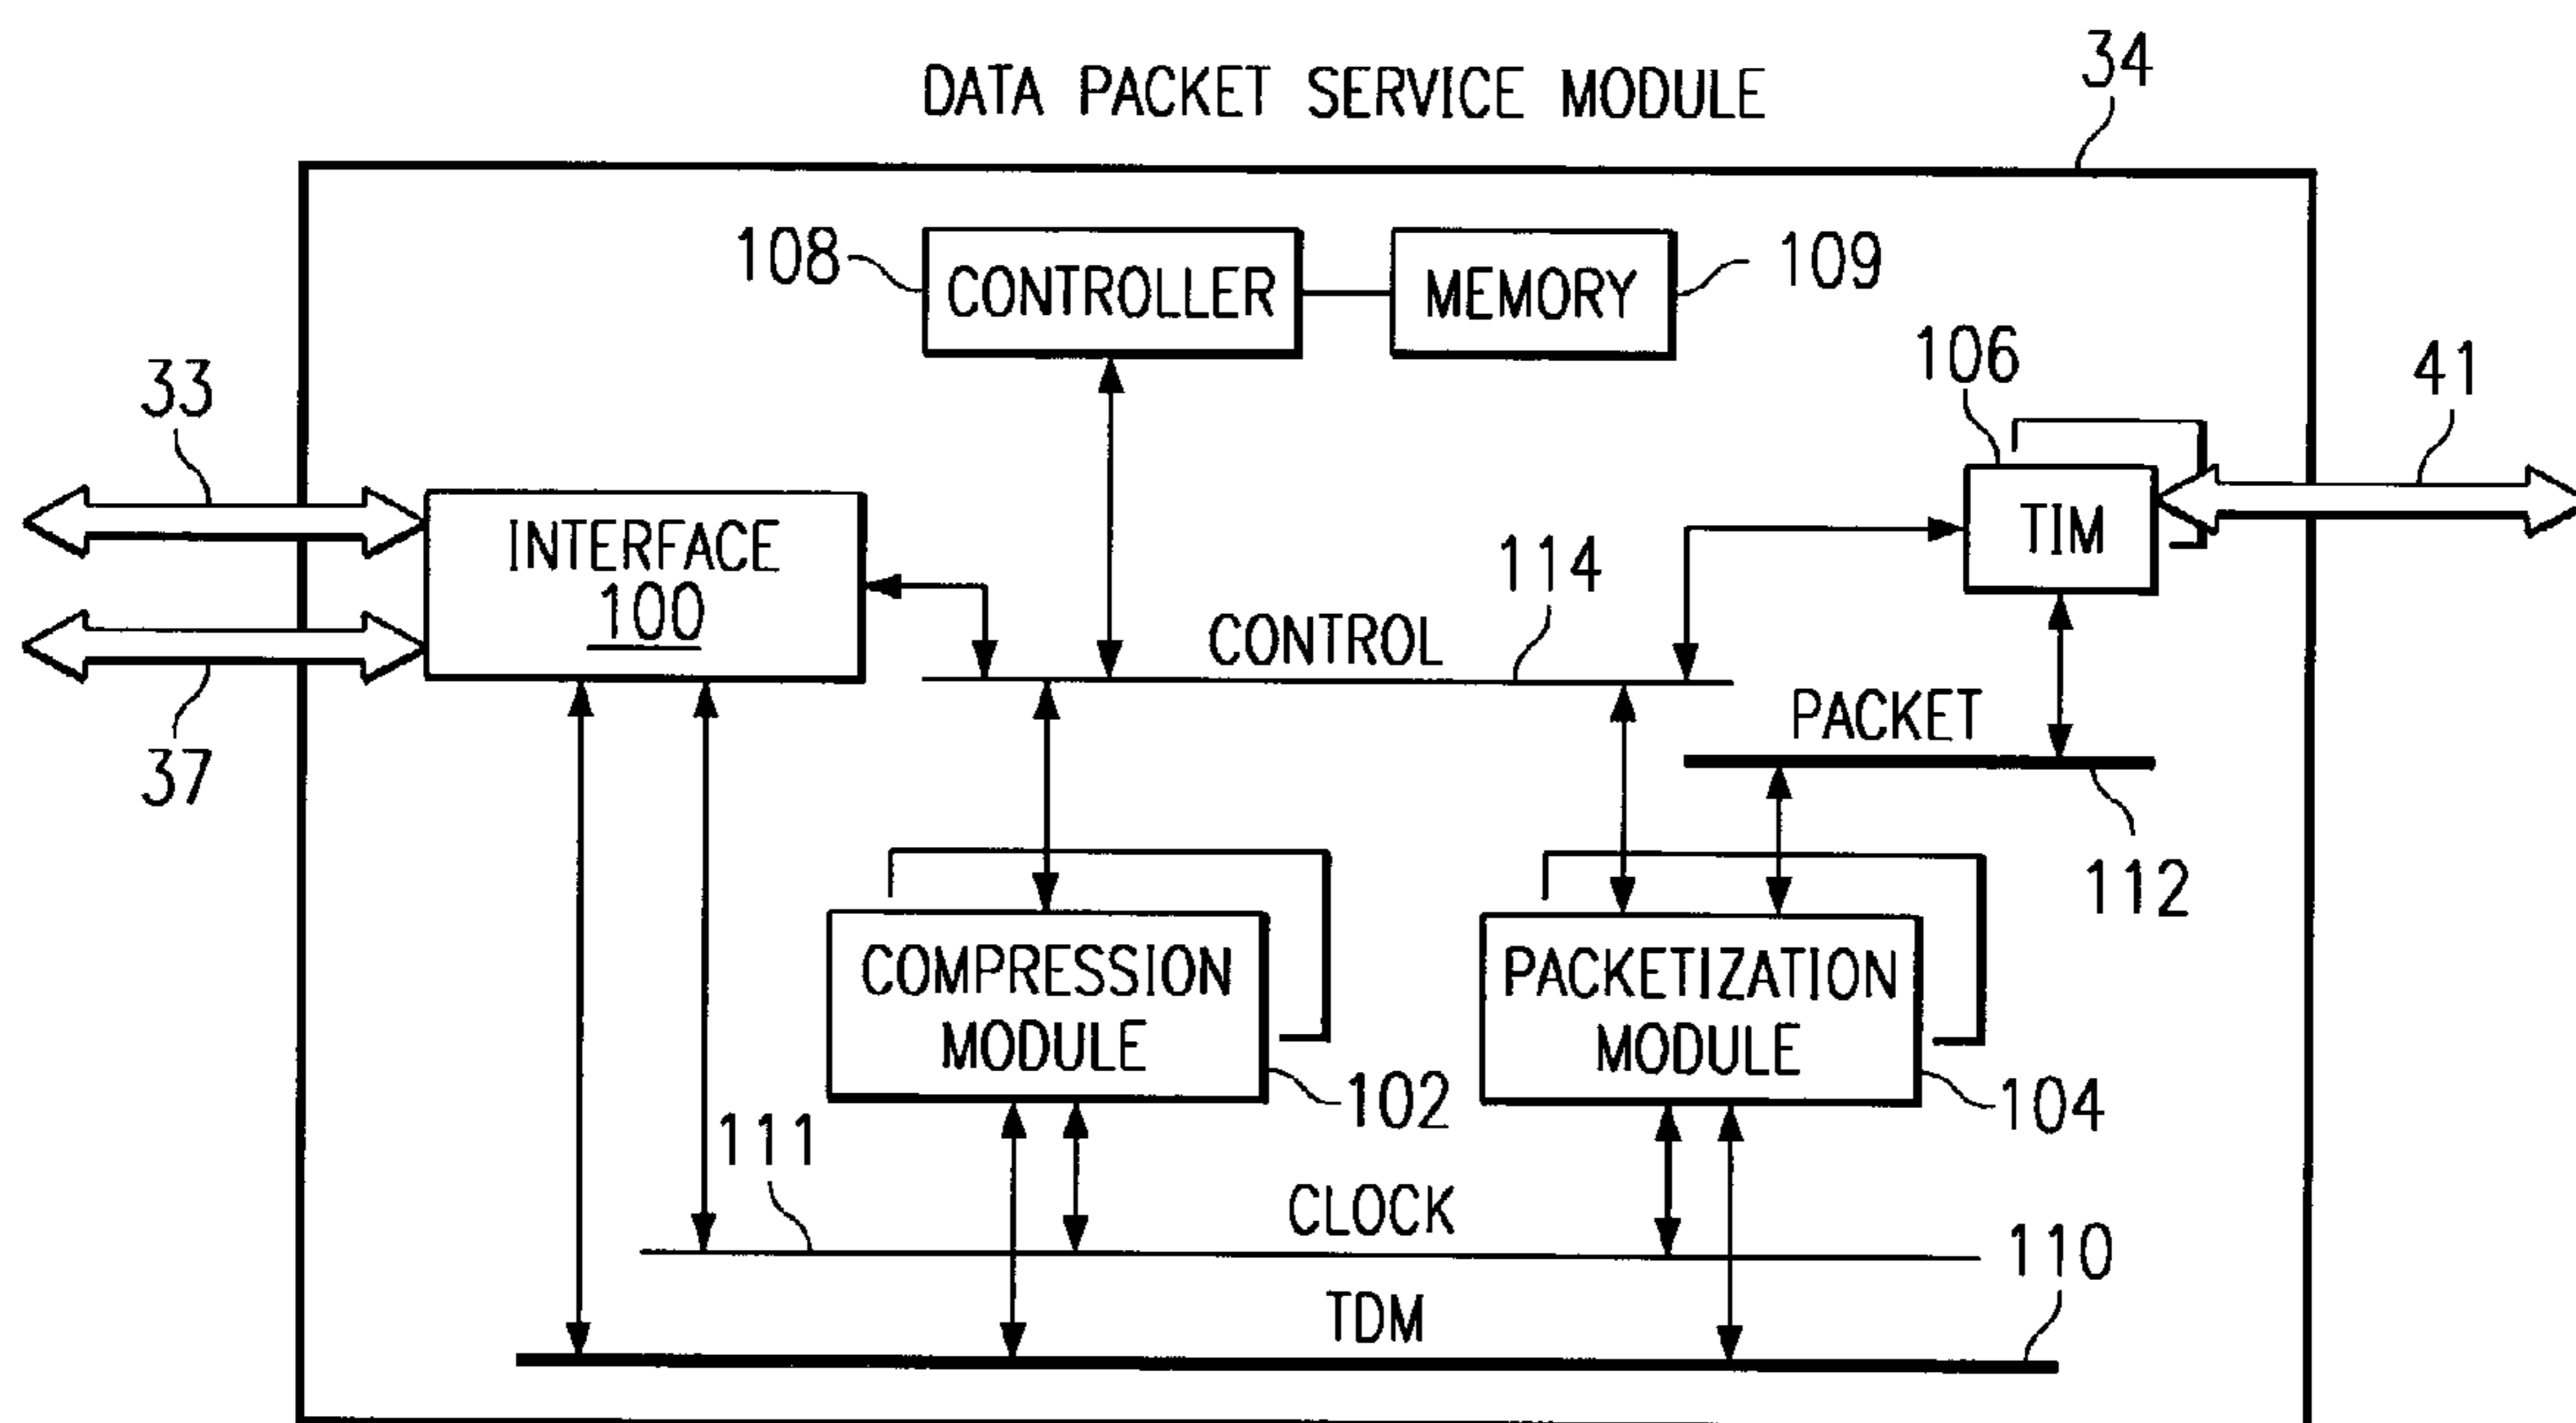 DATA PACKET SERVICE MODULE
34
108
CONTROLLER
MEMORY
109
106
41
33
TIM
INTERFACE
100
114
CONTROL
PACKET
37
112
COMPRESSION
MODULE
PACKETIZATION
MODULE
102
104
111
CLOCK
110
TDM